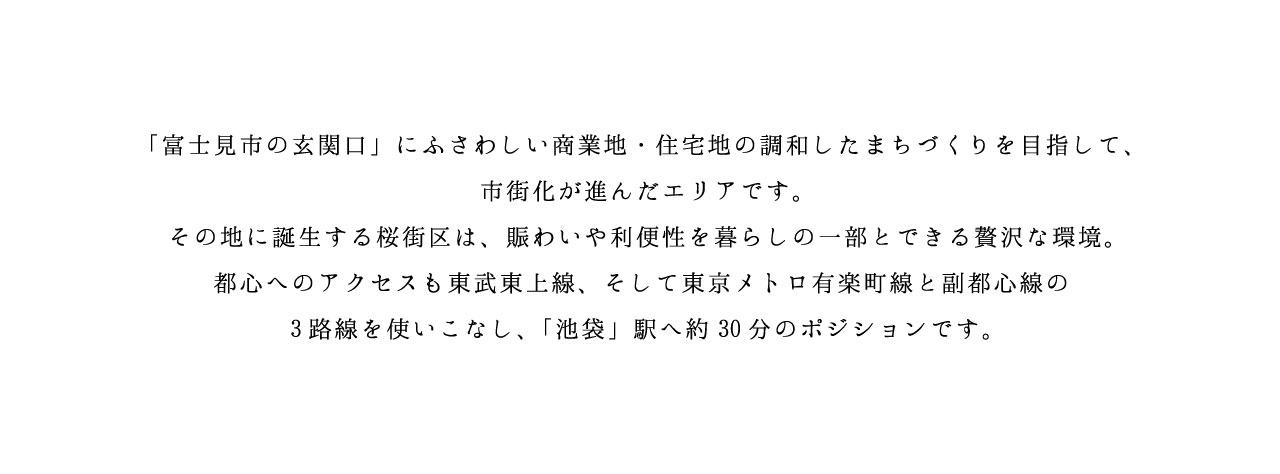 「富士見市の玄関口」にふさわしい商業地・住宅地の調和したまちづくりを目指して、
市街化が進んだエリアです。
その地に誕生する桜街区は、賑わいや利便性を暮らしの一部とできる贅沢な環境。
都心へのアクセスも東武東上線、そして東京メトロ有楽町線と副都心線の
3路線を使いこなし、「池袋」駅へ約30分のポジションです。